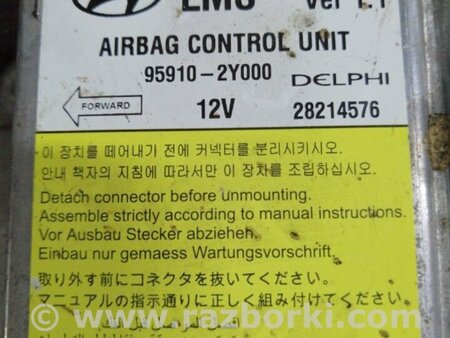 LMC Ver 1.1
AIRBAG CONTROL UNIT
95910-2Y000 DELPHI
FORWARD 12V 28214576
이 장치를 떼어내기 전에 커넥터를 분리시키시오.
안내 책자의 지침에 따라서만 이 장차를 조립하십시오.
Detach connector before unmounting.
Assemble strictly according to manual instructions.
Vor Ausbau Stecker abziehen.
Einbau nur gemaess Wartungsvorschrift.
取り外す前にコネクタを抜いてください。
マニュアルの指示通りに正しく組み付けてください。
© www.razborki.com